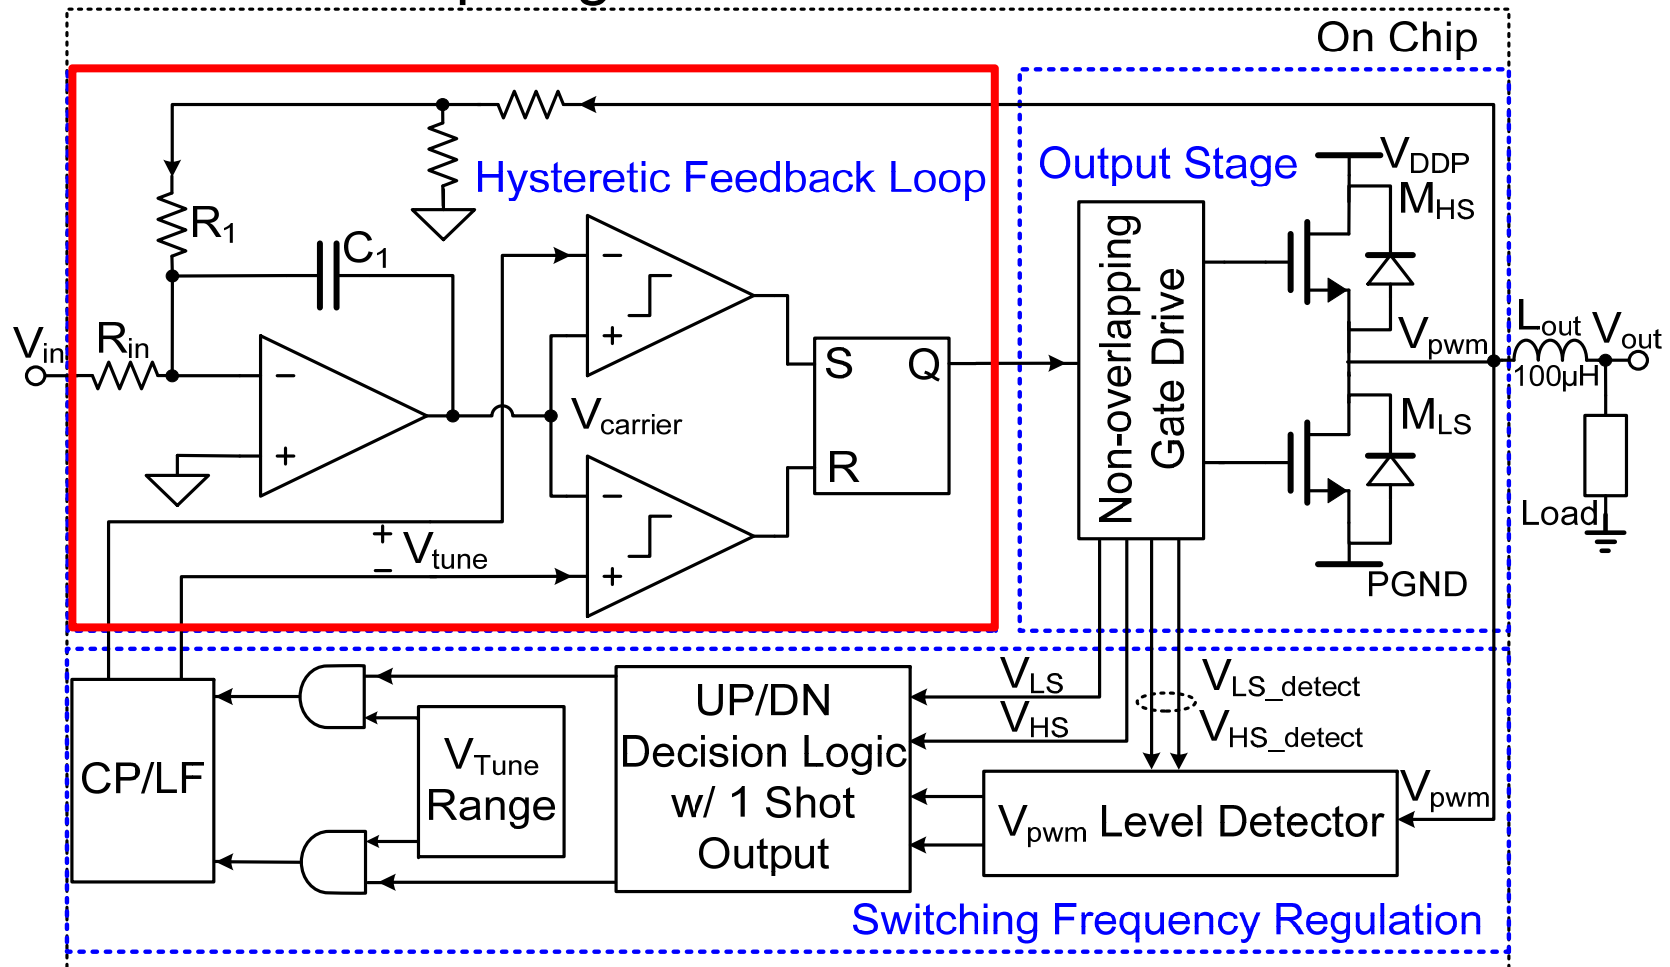 On Chip
Hysteretic Feedback Loop
Output Stage
VDDP
MHS
R1
C1
Vin
Rin
−
+
Vcarrier
−
+
−
+
S
Q
R
+
−
Vtune
Non-overlapping
Gate Drive
Vpwm
Lout
100µH
Vout
MLS
Load
PGND
VLS
VHS
VLS_detect
VHS_detect
CP/LF
VTune
Range
UP/DN
Decision Logic
w/ 1 Shot
Output
Vpwm Level Detector
Vpwm
Switching Frequency Regulation